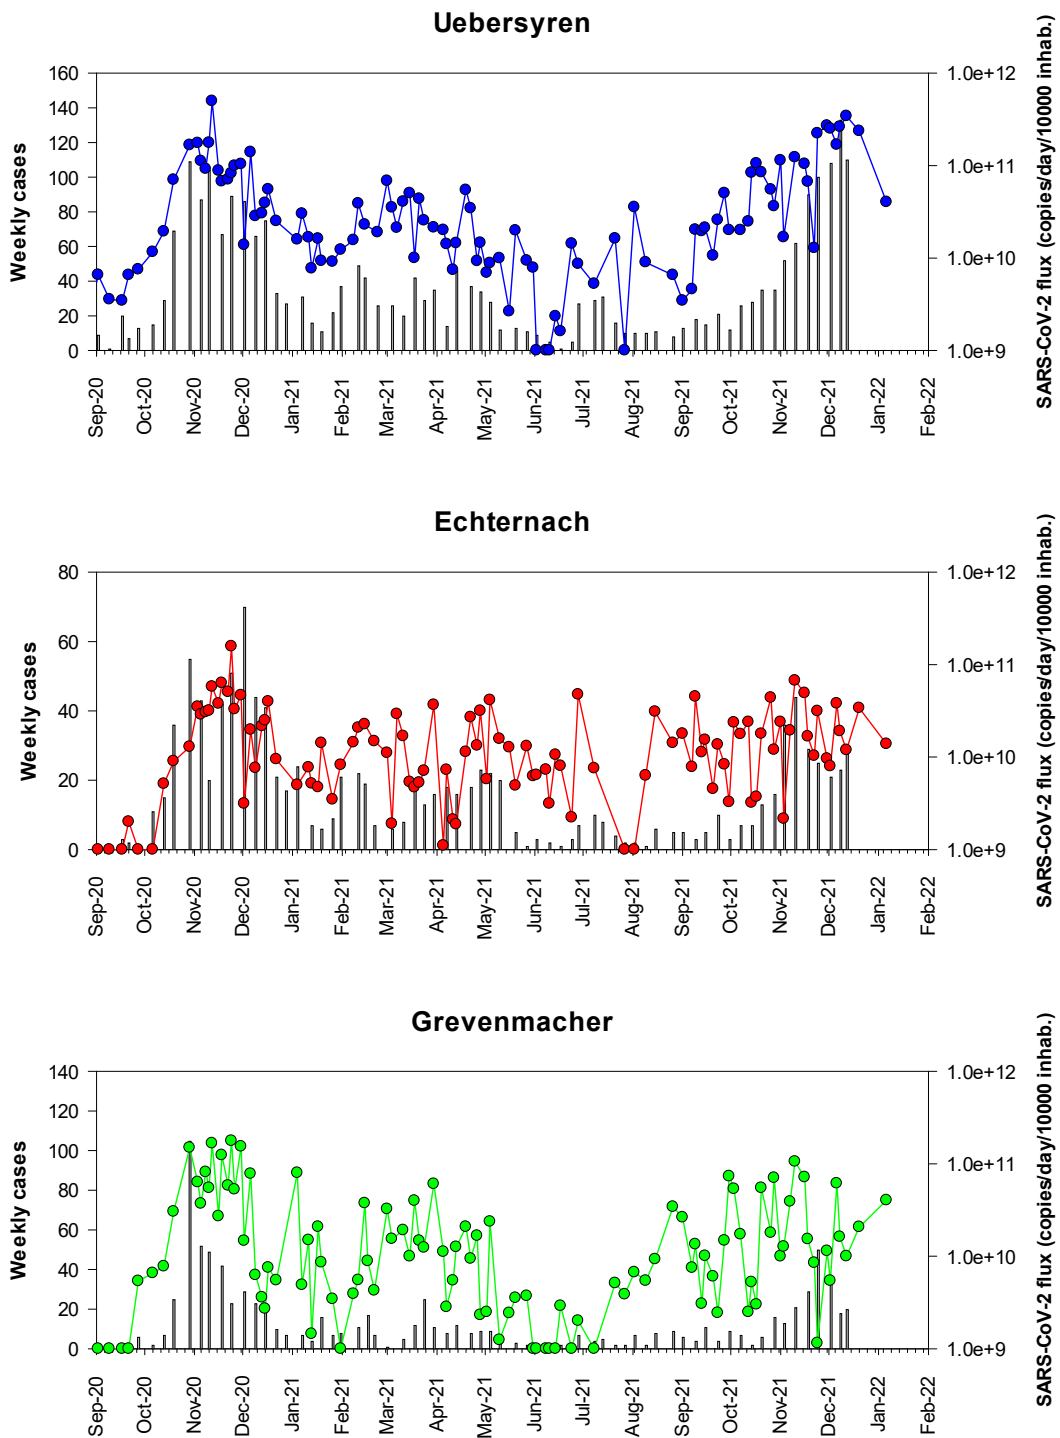 Uebersyren
Weekly cases
SARS-CoV-2 flux (copies/day/10000 inhab.)
160
140
120
100
80
60
40
20
0
1.0e+12
1.0e+11
1.0e+10
1.0e+9
Sep-20
Oct-20
Nov-20
Dec-20
Jan-21
Feb-21
Mar-21
Apr-21
May-21
Jun-21
Jul-21
Aug-21
Sep-21
Oct-21
Nov-21
Dec-21
Jan-22
Feb-22
Echternach
Weekly cases
SARS-CoV-2 flux (copies/day/10000 inhab.)
80
60
40
20
0
1.0e+12
1.0e+11
1.0e+10
1.0e+9
Sep-20
Oct-20
Nov-20
Dec-20
Jan-21
Feb-21
Mar-21
Apr-21
May-21
Jun-21
Jul-21
Aug-21
Sep-21
Oct-21
Nov-21
Dec-21
Jan-22
Feb-22
Grevenmacher
Weekly cases
SARS-CoV-2 flux (copies/day/10000 inhab.)
140
120
100
80
60
40
20
0
1.0e+12
1.0e+11
1.0e+10
1.0e+9
Sep-20
Oct-20
Nov-20
Dec-20
Jan-21
Feb-21
Mar-21
Apr-21
May-21
Jun-21
Jul-21
Aug-21
Sep-21
Oct-21
Nov-21
Dec-21
Jan-22
Feb-22